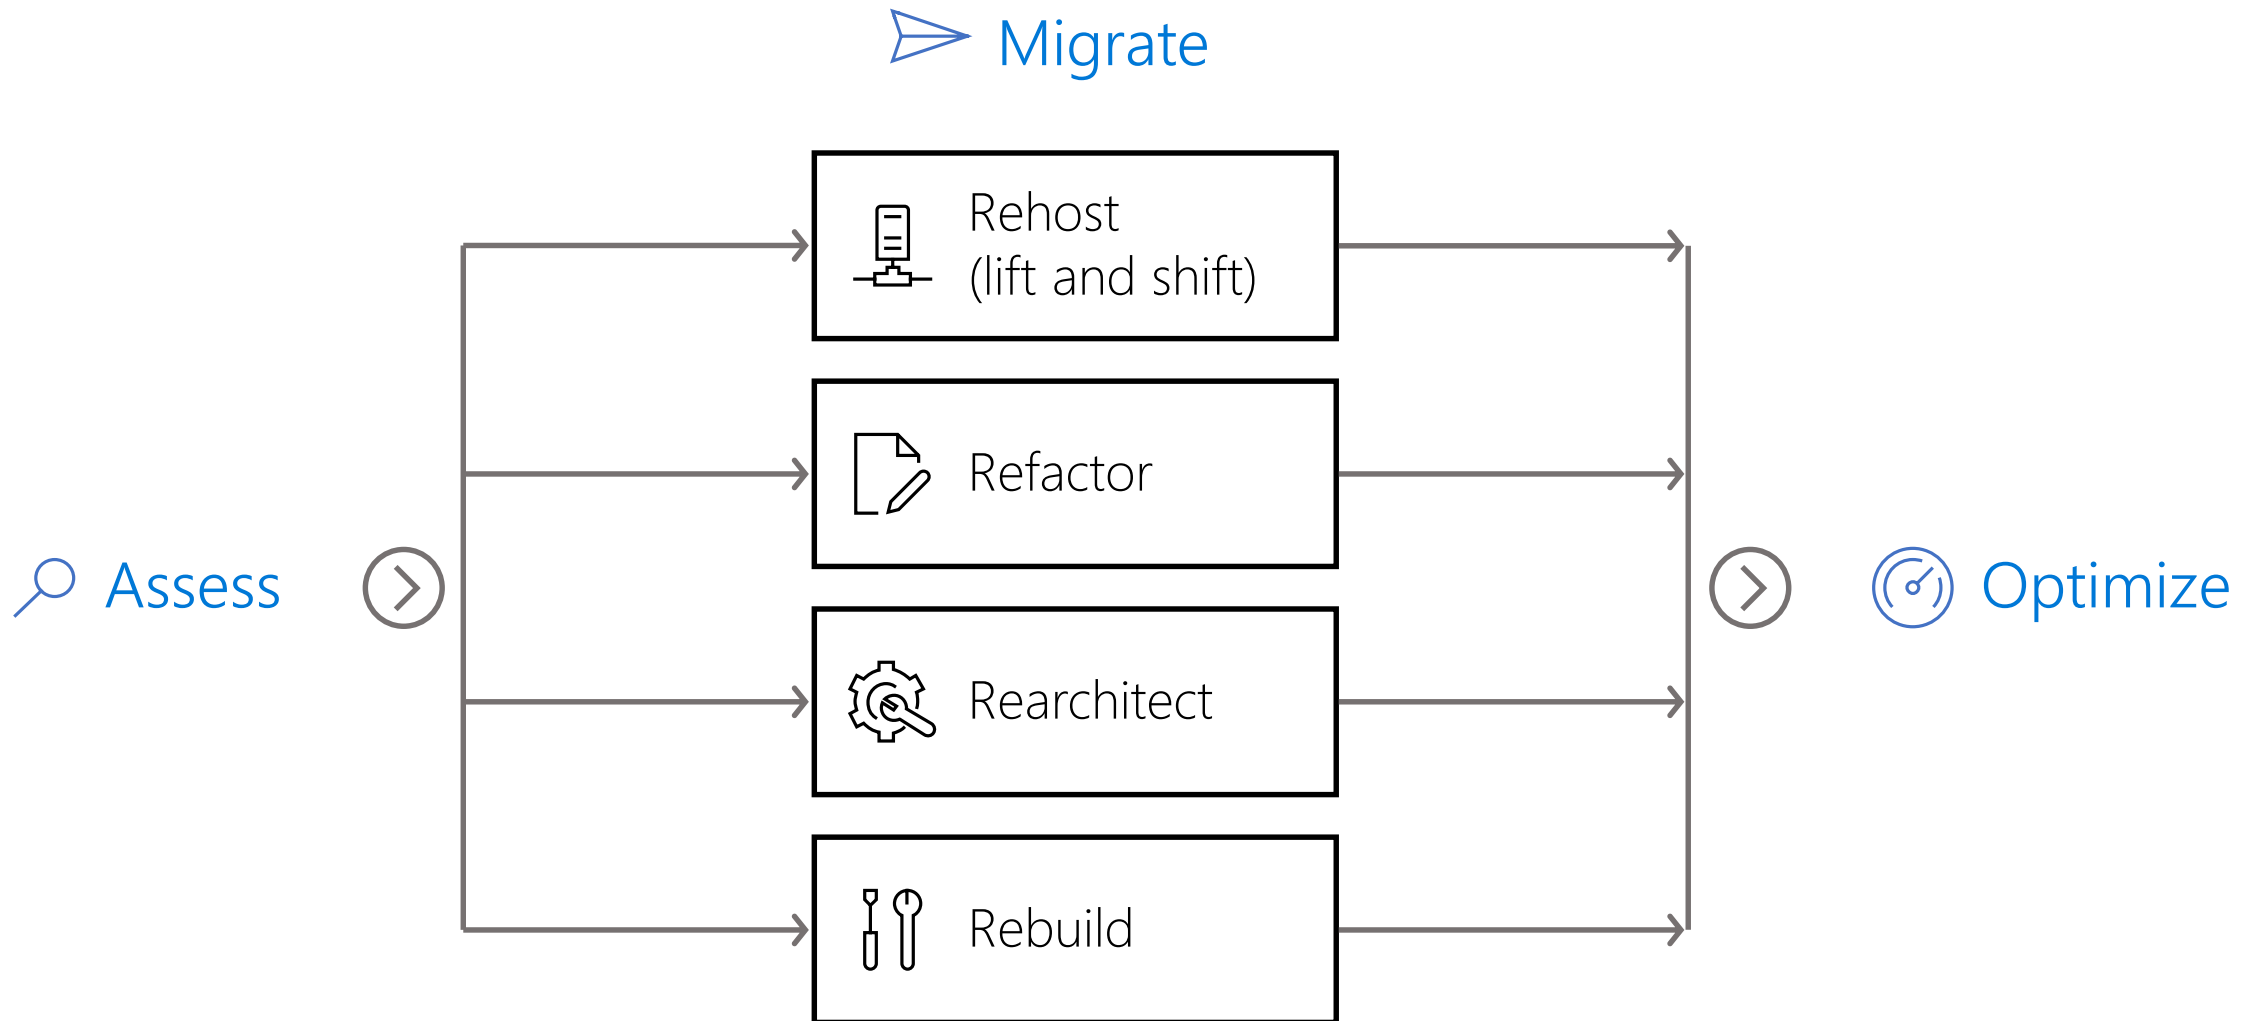 Migrate
Rehost
(lift and shift)
Refactor
Assess
Optimize
Rearchitect
Rebuild